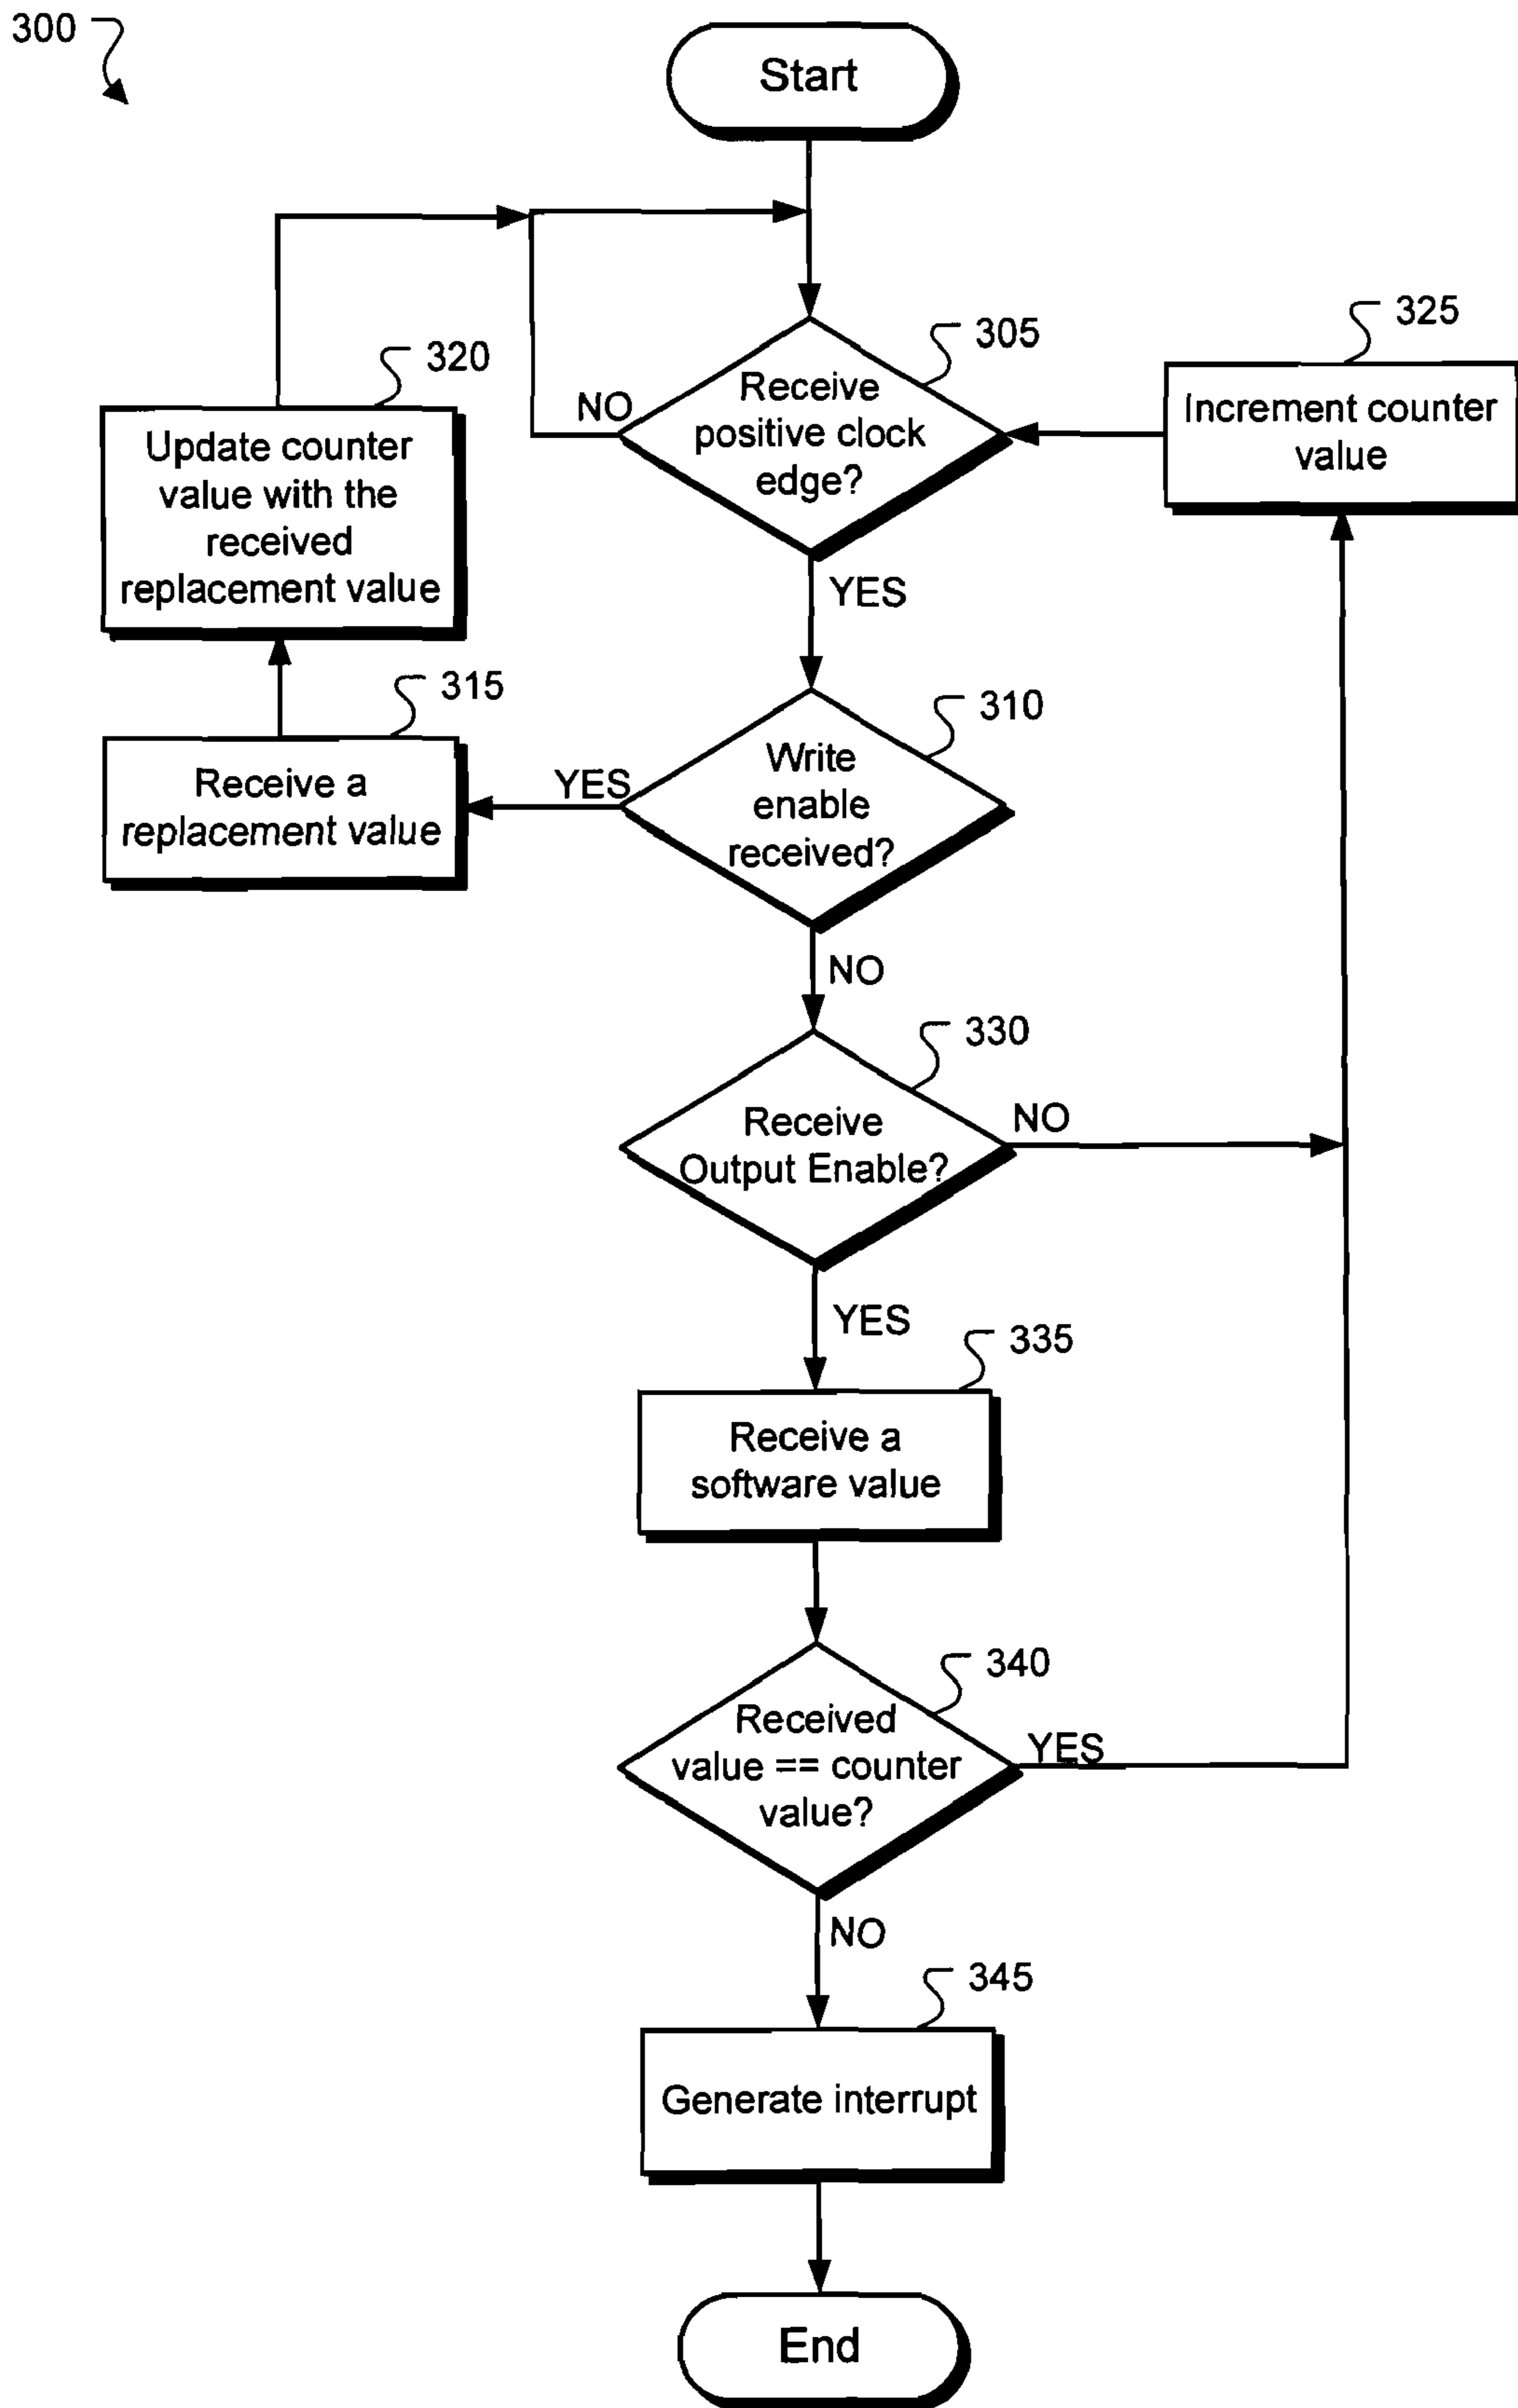 300
Start
305
Receive
positive clock
edge?
NO
YES
325
Increment counter
value
320
Update counter
value with the
received
replacement value
315
Receive a
replacement value
310
Write
enable
received?
YES
NO
330
Receive
Output Enable?
NO
YES
335
Receive a
software value
340
Received
value == counter
value?
YES
NO
345
Generate interrupt
End